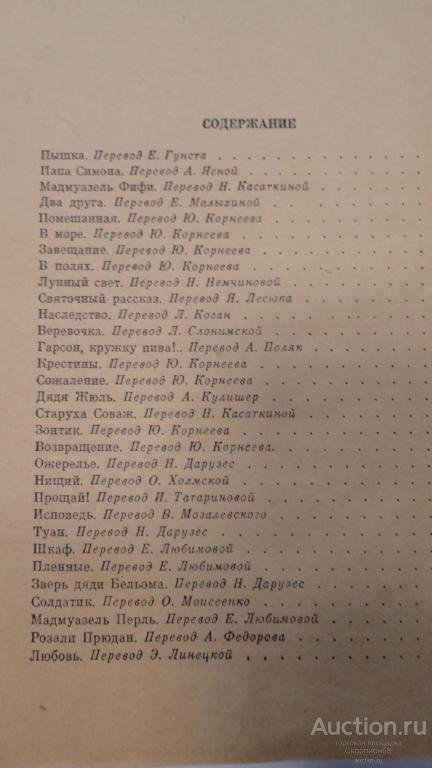 СОДЕРЖАНИЕ
Пышка. Перевод Е. Гунста . . . . . . . . . . . . .
Папа Симона. Перевод А. Ясной . . . . . . . . . . .
Мадмуазель Фифи. Перевод Н. Касаткиной . . . . . . .
Два друга. Перевод Е. Малыхиной . . . . . . . . . .
Помешанная. Перевод Ю. Корнеева . . . . . . . . . .
В море. Перевод Ю. Корнеева . . . . . . . . . . . .
Завещание. Перевод Ю. Корнеева . . . . . . . . . . .
В полях. Перевод Ю. Корнеева . . . . . . . . . . . .
Лунный свет. Перевод Н. Немчиновой . . . . . . . . .
Святочный рассказ. Перевод Я. Лесюка . . . . . . . .
Наследство. Перевод Л. Коган . . . . . . . . . . . .
Веревочка. Перевод Л. Слонимской . . . . . . . . . .
Гарсон, кружку пива!.. Перевод А. Поляк . . . . . . .
Крестины. Перевод Ю. Корнеева . . . . . . . . . . .
Сожаление. Перевод Ю. Корнеева . . . . . . . . . . .
Дядя Жюль. Перевод А. Кулишер . . . . . . . . . . .
Старуха Соваж. Перевод Н. Касаткиной . . . . . . . .
Зонтик. Перевод Ю. Корнеева . . . . . . . . . . . .
Возвращение. Перевод Ю. Корнеева. . . . . . . . . .
Ожерелье. Перевод Н. Дарузес . . . . . . . . . . . .
Нищий. Перевод О. Холмской . . . . . . . . . . . . .
Прощай! Перевод И. Татариновой . . . . . . . . . . .
Исповедь. Перевод В. Мозалевского . . . . . . . . . .
Туан. Перевод Н. Дарузес . . . . . . . . . . . . . .
Шкаф. Перевод Е. Любимовой . . . . . . . . . . . . .
Пленные. Перевод Е. Любимовой . . . . . . . . . . .
Зверь дяди Бельома. Перевод Н. Дарузес . . . . . . .
Солдатик. Перевод О. Моисеенко . . . . . . . . . . .
Мадмуазель Перль. Перевод Е. Любимовой . . . . . . .
Розали Прюдан. Перевод А. Федорова . . . . . . . . .
Любовь. Перевод Э. Линецкой . . . . . . . . . . . .
Auction.ru
торговая площадка
Скорпион68
auction.ru